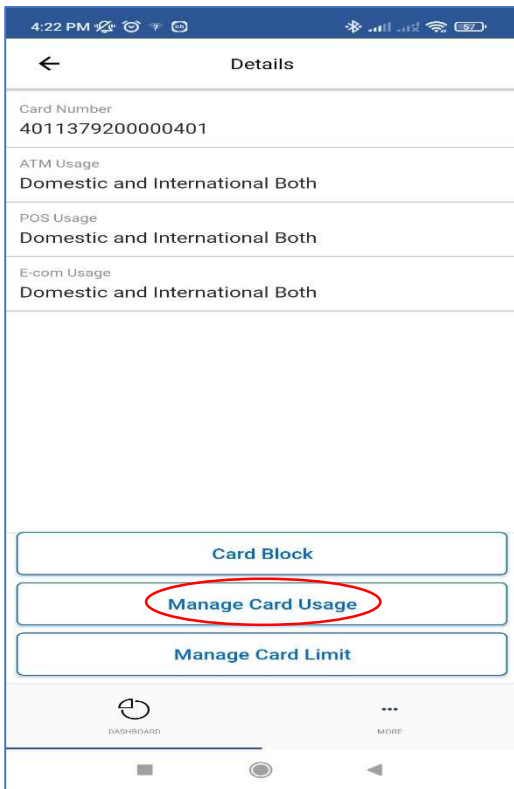 4:22 PM
57
Details
Card Number
4011379200000401
ATM Usage
Domestic and International Both
POS Usage
Domestic and International Both
E-com Usage
Domestic and International Both
Card Block
Manage Card Usage
Manage Card Limit
DASHBOARD MORE